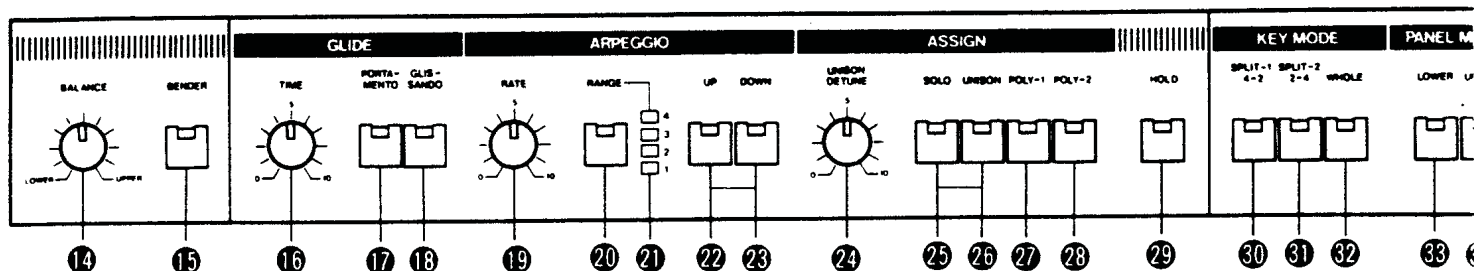 GLIDE ARPEGGIO ASSIGN KEY MODE PANEL M
BALANCE BENDER TIME PORTA-MENTO GLIS-SANDO RATE RANGE UP DOWN UNISON DETUNE SOLO UNISON POLY-1 POLY-2 HOLD SPLIT-1 4-2 SPLIT-2 2-4 WHOLE LOWER
5 5 5
4
3
2
1
LOWER UPPER 0 10 0 10 0 10
14 15 16 17 18 19 20 21 22 23 24 25 26 27 28 29 30 31 32 33